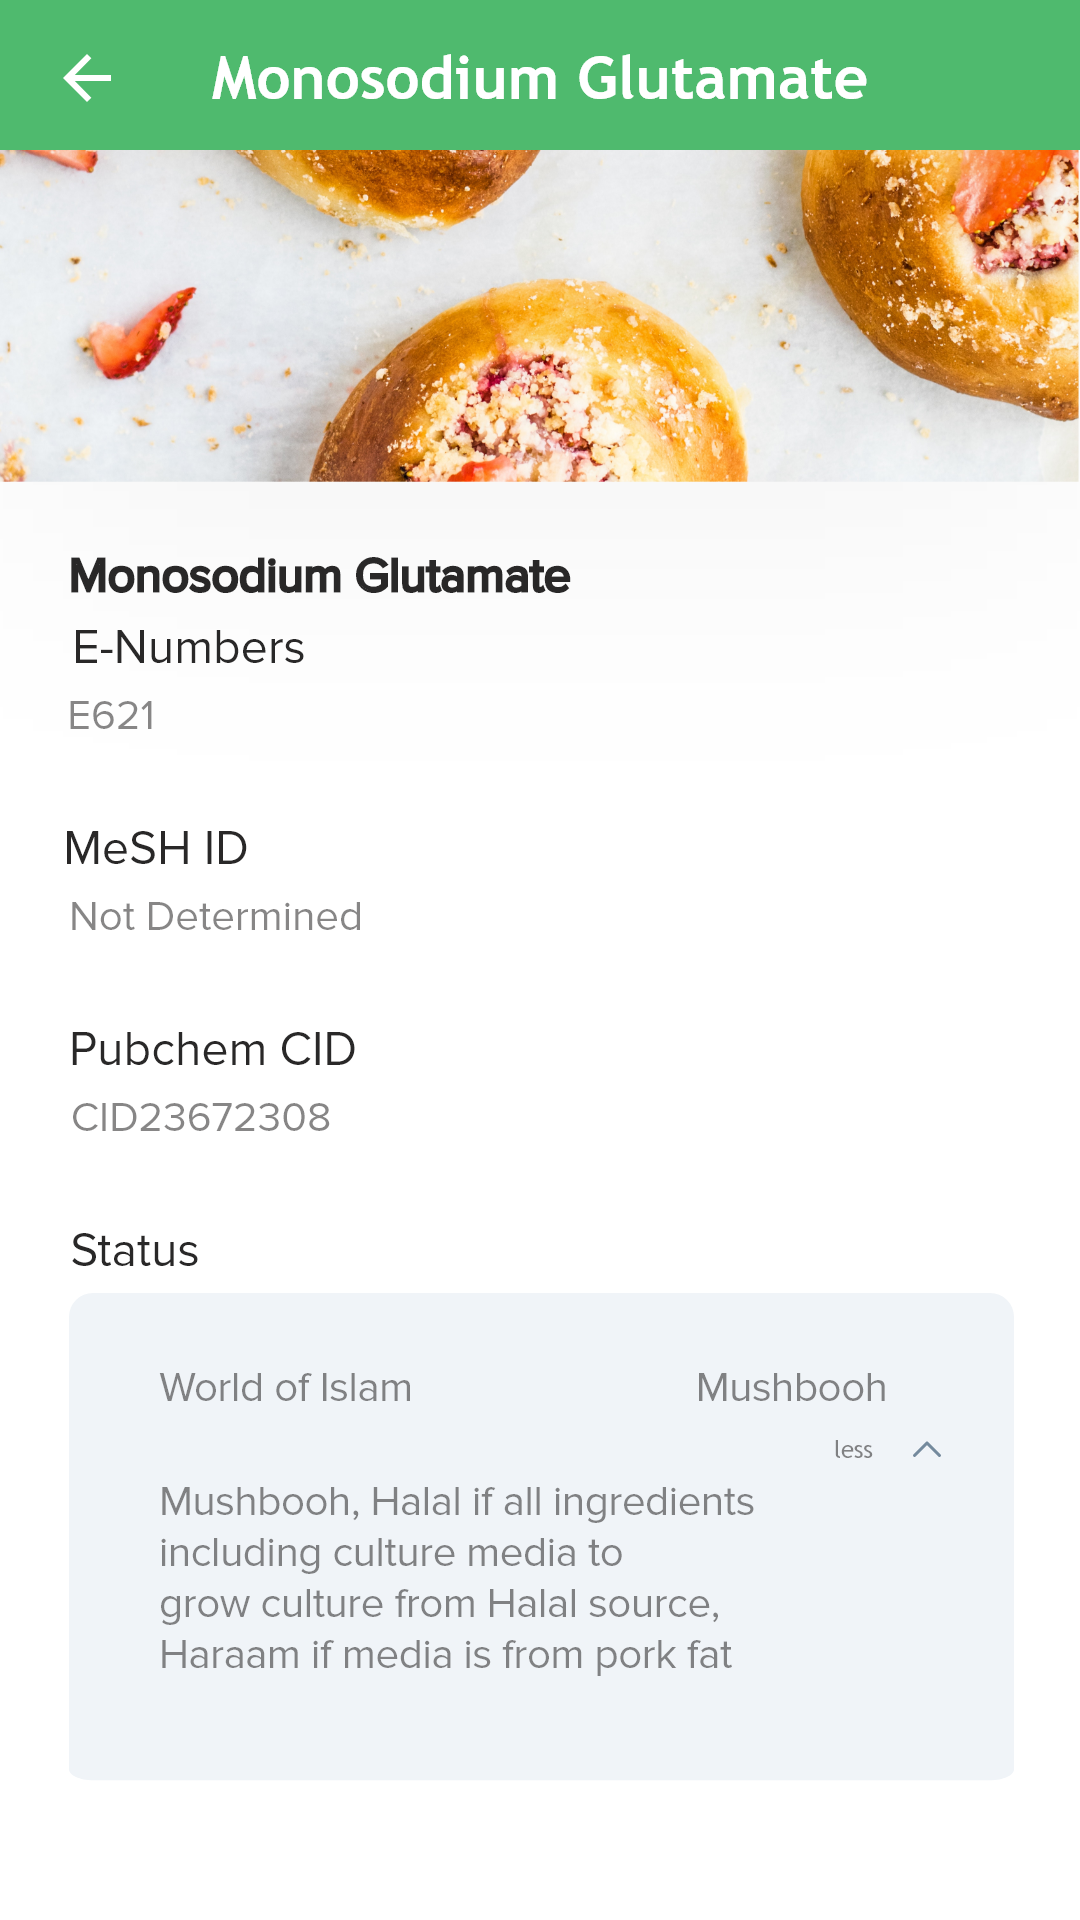 Monosodium Glutamate
Monosodium Glutamate
E-Numbers
E621
MeSH ID
Not Determined
Pubchem CID
CID23672308
Status
World of Islam Mushbooh
less
Mushbooh, Halal if all ingredients
including culture media to
grow culture from Halal source,
Haraam if media is from pork fat